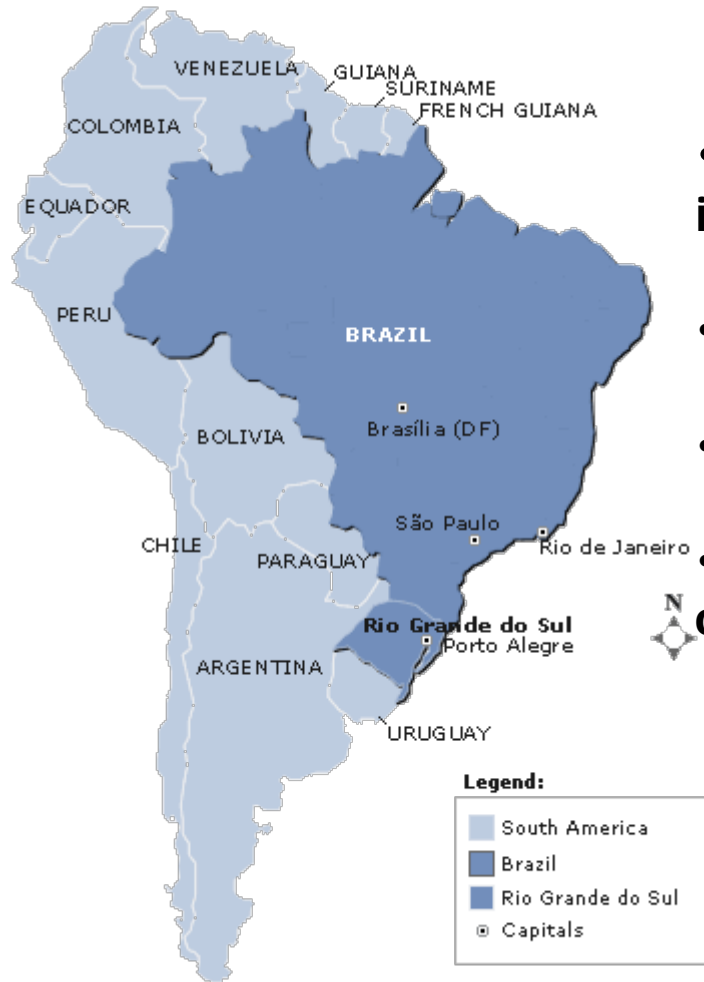 VENEZUELA
GUIANA
SURINAME
FRENCH GUIANA
COLOMBIA
EQUADOR
PERU
BRAZIL
Brasília (DF)
BOLIVIA
São Paulo
Rio de Janeiro
CHILE
PARAGUAY
N
Rio Grande do Sul
Porto Alegre
ARGENTINA
URUGUAY
Legend:
South America
Brazil
Rio Grande do Sul
Capitals